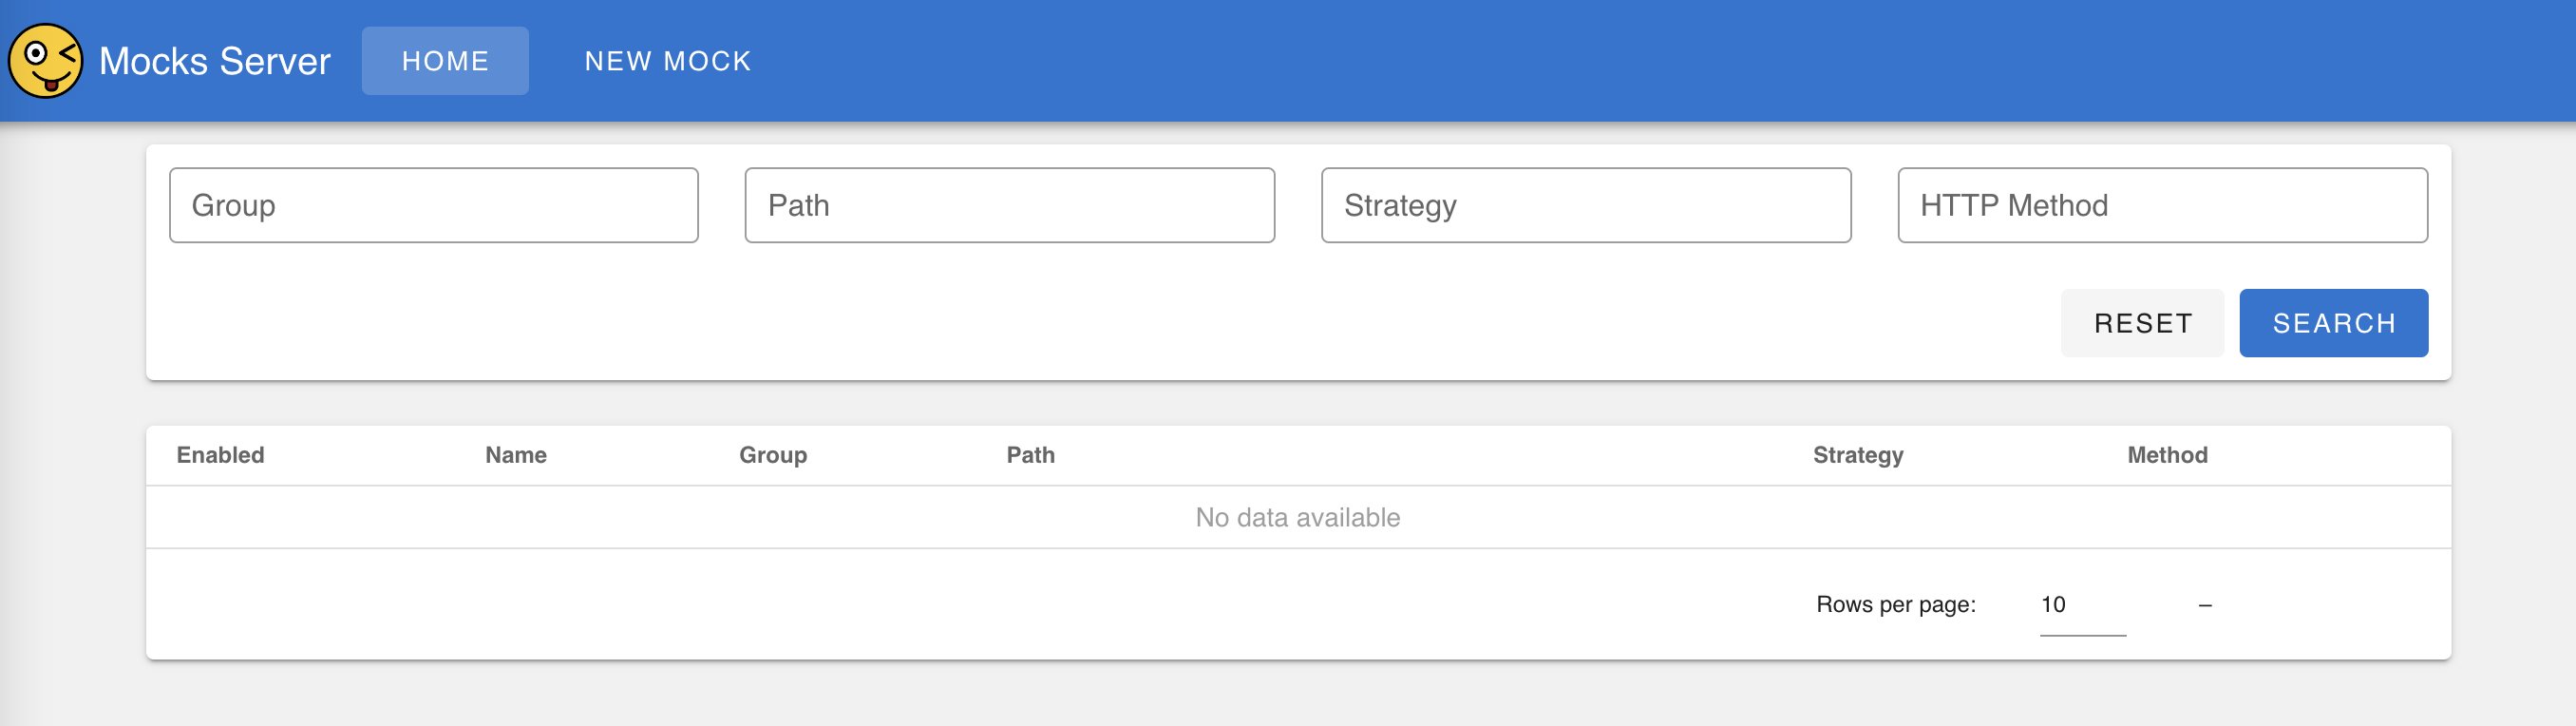 Mocks Server HOME NEW MOCK
Group Path Strategy HTTP Method
RESET SEARCH
Enabled Name Group Path Strategy Method
No data available
Rows per page: 10 –